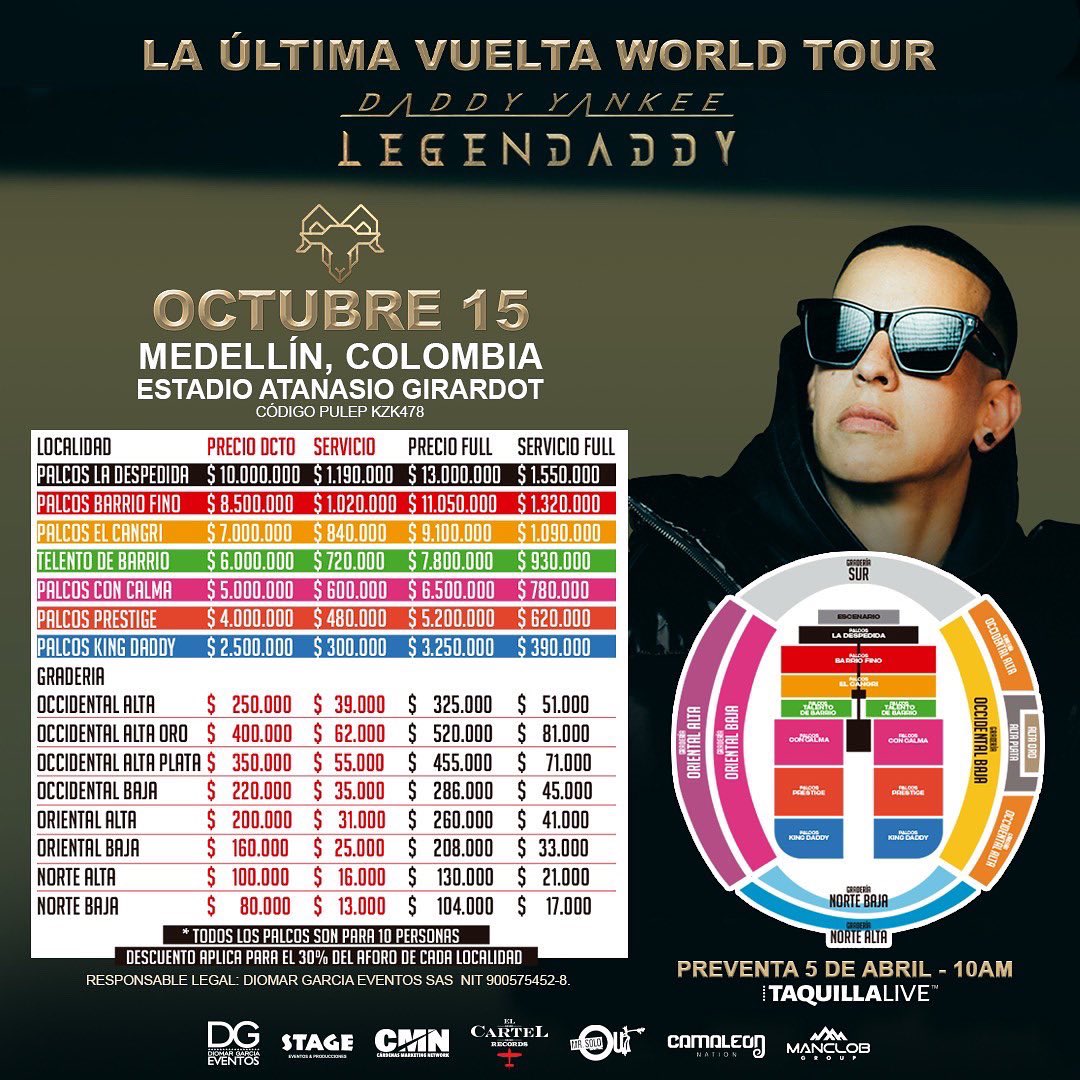 LA ÚLTIMA VUELTA WORLD TOUR
DADDY YANKEE
LEGENDADDY
OCTUBRE 15
MEDELLÍN, COLOMBIA
ESTADIO ATANASIO GIRARDOT
CÓDIGO PULEP KZK478
LOCALIDAD PRECIO DCTO SERVICIO PRECIO FULL SERVICIO FULL
PALCOS LA DESPEDIDA $ 10.000.000 $ 1.190.000 $ 13.000.000 $ 1.550.000
PALCOS BARRIO FINO $ 8.500.000 $ 1.020.000 $ 11.050.000 $ 1.320.000
PALCOS EL CANGRI $ 7.000.000 $ 840.000 $ 9.100.000 $ 1.090.000
TELENTO DE BARRIO $ 6.000.000 $ 720.000 $ 7.800.000 $ 930.000
PALCOS CON CALMA $ 5.000.000 $ 600.000 $ 6.500.000 $ 780.000
PALCOS PRESTIGE $ 4.000.000 $ 480.000 $ 5.200.000 $ 620.000
PALCOS KING DADDY $ 2.500.000 $ 300.000 $ 3.250.000 $ 390.000
GRADERIA
OCCIDENTAL ALTA $ 250.000 $ 39.000 $ 325.000 $ 51.000
OCCIDENTAL ALTA ORO $ 400.000 $ 62.000 $ 520.000 $ 81.000
OCCIDENTAL ALTA PLATA $ 350.000 $ 55.000 $ 455.000 $ 71.000
OCCIDENTAL BAJA $ 220.000 $ 35.000 $ 286.000 $ 45.000
ORIENTAL ALTA $ 200.000 $ 31.000 $ 260.000 $ 41.000
ORIENTAL BAJA $ 160.000 $ 25.000 $ 208.000 $ 33.000
NORTE ALTA $ 100.000 $ 16.000 $ 130.000 $ 21.000
NORTE BAJA $ 80.000 $ 13.000 $ 104.000 $ 17.000
* TODOS LOS PALCOS SON PARA 10 PERSONAS
DESCUENTO APLICA PARA EL 30% DEL AFORO DE CADA LOCALIDAD
RESPONSABLE LEGAL: DIOMAR GARCIA EVENTOS SAS NIT 900575452-8.
GRADERÍA
SUR
ESCENARIO
PALCOS
LA DESPEDIDA
PALCOS
BARRIO FINO
PALCOS
EL CANGRI
PALCOS
TALENTO
DE BARRIO
PALCOS
TALENTO
DE BARRIO
PALCOS
CON CALMA
PALCOS
CON CALMA
PALCOS
PRESTIGE
PALCOS
PRESTIGE
PALCOS
KING DADDY
PALCOS
KING DADDY
GRADERÍA
ORIENTAL ALTA
GRADERÍA
ORIENTAL BAJA
GRADERÍA
OCCIDENTAL BAJA
OCCIDENTAL ALTA
ALTA PLATA
ALTA ORO
OCCIDENTAL ALTA
GRADERÍA
NORTE BAJA
GRADERÍA
NORTE ALTA
PREVENTA 5 DE ABRIL - 10AM
TAQUILLALIVE™
DG
DIOMAR GARCIA
EVENTOS
STAGE
EVENTOS & PRODUCCIONES
CMN
CARDENAS MARKETING NETWORK
EL
CARTEL
RECORDS
MR. SOLO
OUT
CAMALEON
NATION
MANCLOB
GROUP